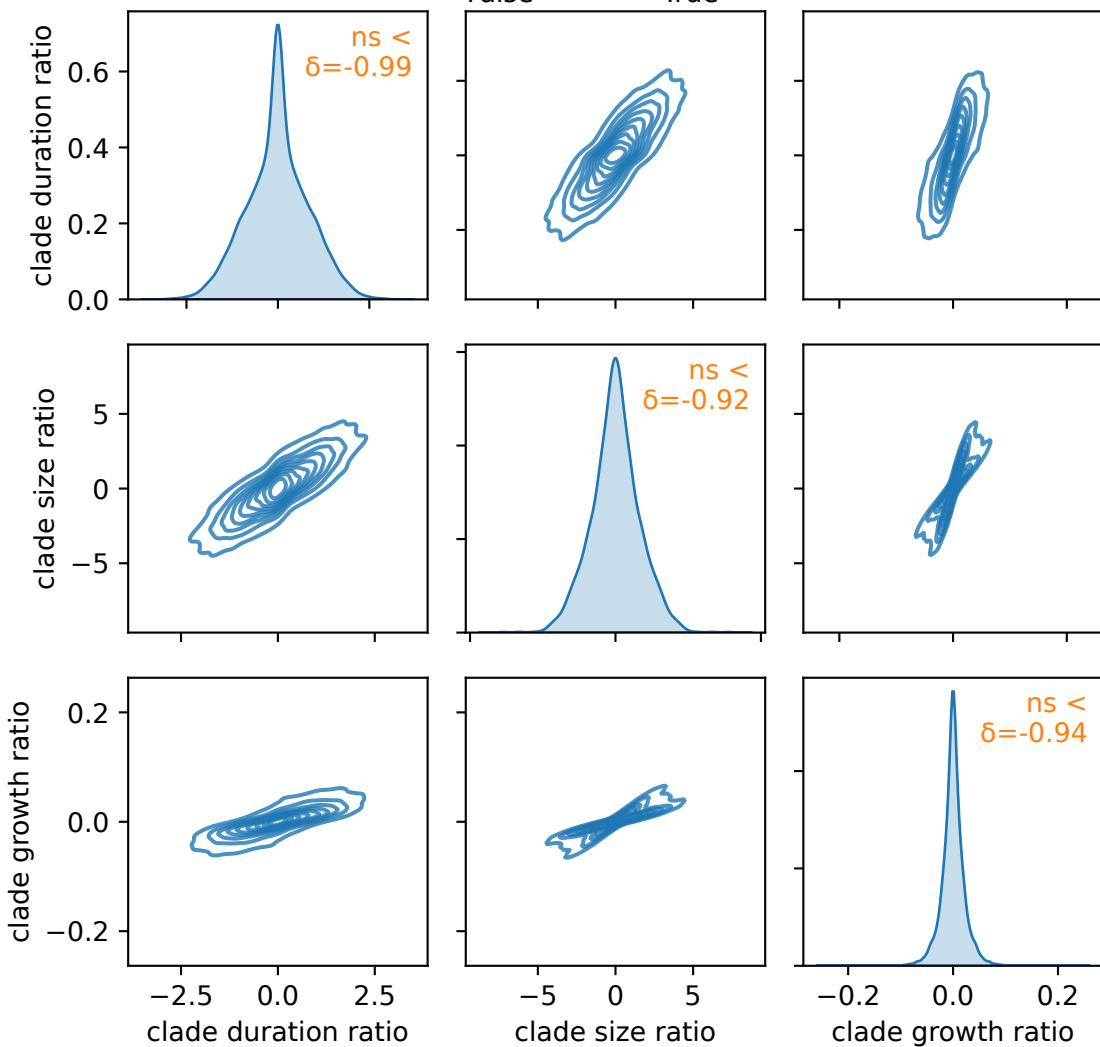 clade duration ratio
0.6
0.4
0.2
0.0
ns <
δ=-0.99
clade size ratio
5
0
−5
ns <
δ=-0.92
clade growth ratio
0.2
0.0
−0.2
ns <
δ=-0.94
−2.5 0.0 2.5
−5 0 5
−0.2 0.0 0.2
clade duration ratio
clade size ratio
clade growth ratio